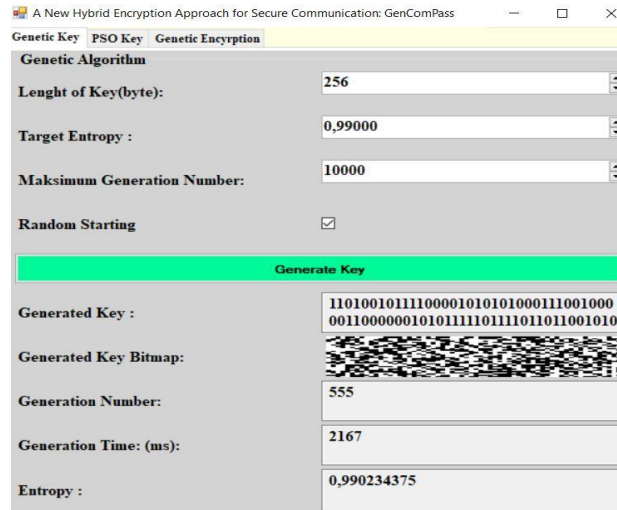 A New Hybrid Encryption Approach for Secure Communication: GenComPass
Genetic Key PSO Key Genetic Encyrption
Genetic Algorithm
Lenght of Key(byte): 256
Target Entropy : 0,99000
Maksimum Generation Number: 10000
Random Starting
Generate Key
Generated Key : 11010010111100001010101000111001000
00110000001010111110111101101100101010
Generated Key Bitmap:
Generation Number: 555
Generation Time: (ms): 2167
Entropy : 0,990234375